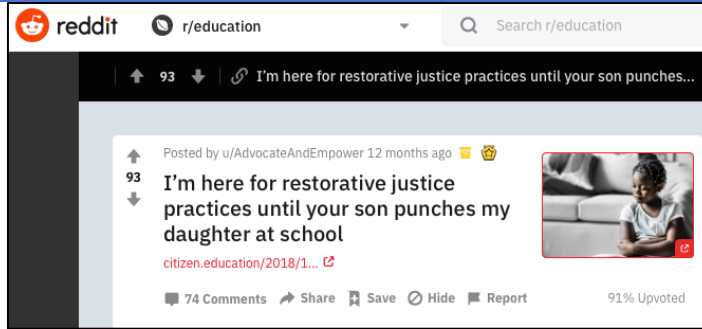 reddit r/education Search r/education
93 I’m here for restorative justice practices until your son punches...
Posted by u/AdvocateAndEmpower 12 months ago
93
I’m here for restorative justice
practices until your son punches my
daughter at school
citizen.education/2018/1...
74 Comments Share Save Hide Report 91% Upvoted